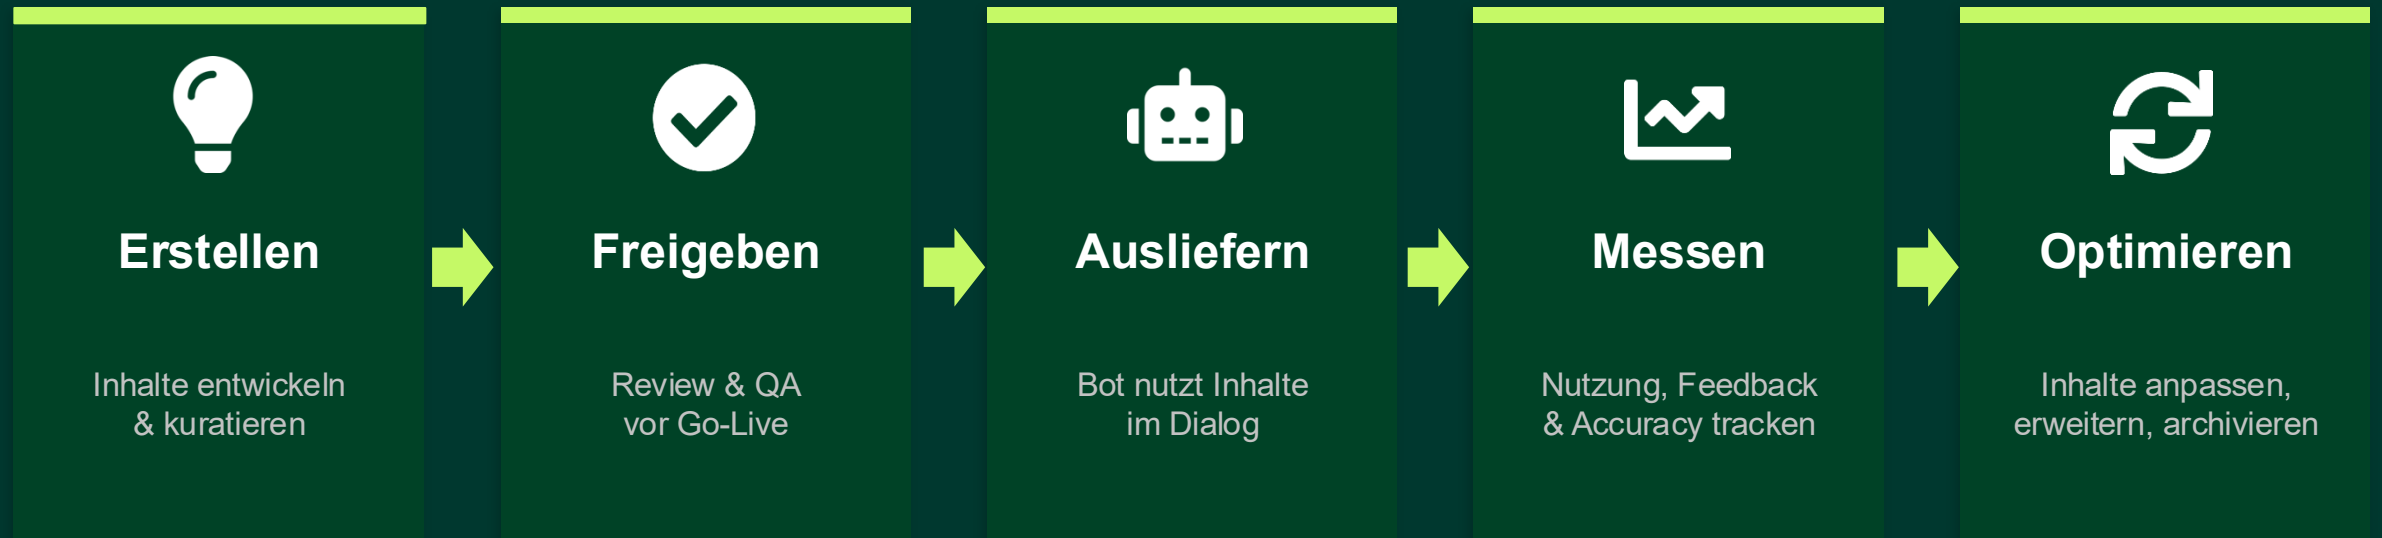 Erstellen
Inhalte entwickeln
& kuratieren
Freigeben
Review & QA
vor Go-Live
Ausliefern
Bot nutzt Inhalte
im Dialog
Messen
Nutzung, Feedback
& Accuracy tracken
Optimieren
Inhalte anpassen,
erweitern, archivieren